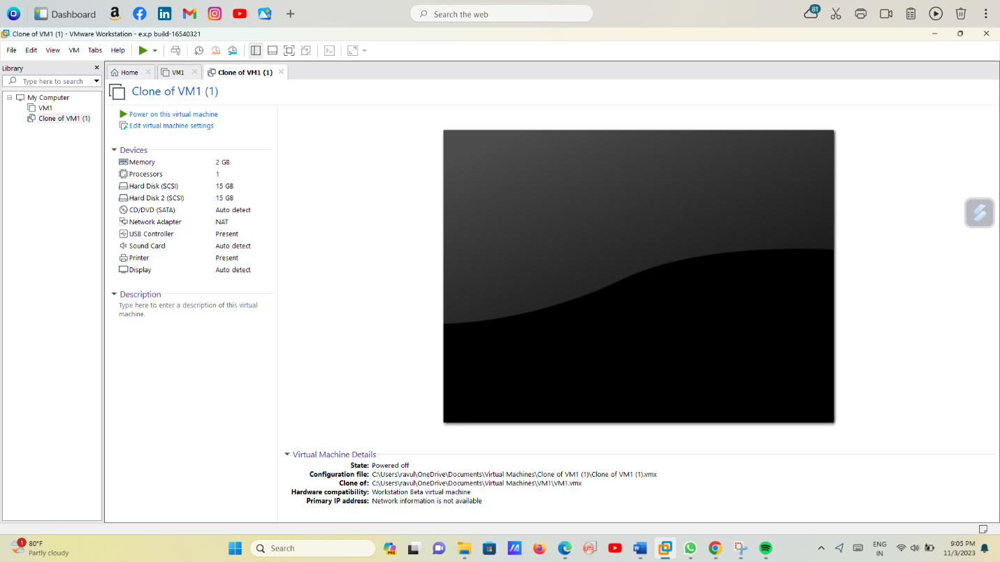 Dashboard
Search the web
81
Clone of VM1 (1) - VMware Workstation - e.x.p build-16540321
File Edit View VM Tabs Help
Library
Type here to search
My Computer
VM1
Clone of VM1 (1)
Home VM1 Clone of VM1 (1)
Clone of VM1 (1)
Power on this virtual machine
Edit virtual machine settings
Devices
Memory 2 GB
Processors 1
Hard Disk (SCSI) 15 GB
Hard Disk 2 (SCSI) 15 GB
CD/DVD (SATA) Auto detect
Network Adapter NAT
USB Controller Present
Sound Card Auto detect
Printer Present
Display Auto detect
Description
Type here to enter a description of this virtual
machine.
Virtual Machine Details
State: Powered off
Configuration file: C:\Users\ravul\OneDrive\Documents\Virtual Machines\Clone of VM1 (1)\Clone of VM1 (1).vmx
Clone of: C:\Users\ravul\OneDrive\Documents\Virtual Machines\VM1\VM1.vmx
Hardware compatibility: Workstation Beta virtual machine
Primary IP address: Network information is not available
1
80°F
Partly cloudy
Search
PRE
ENG
IN
9:05 PM
11/3/2023